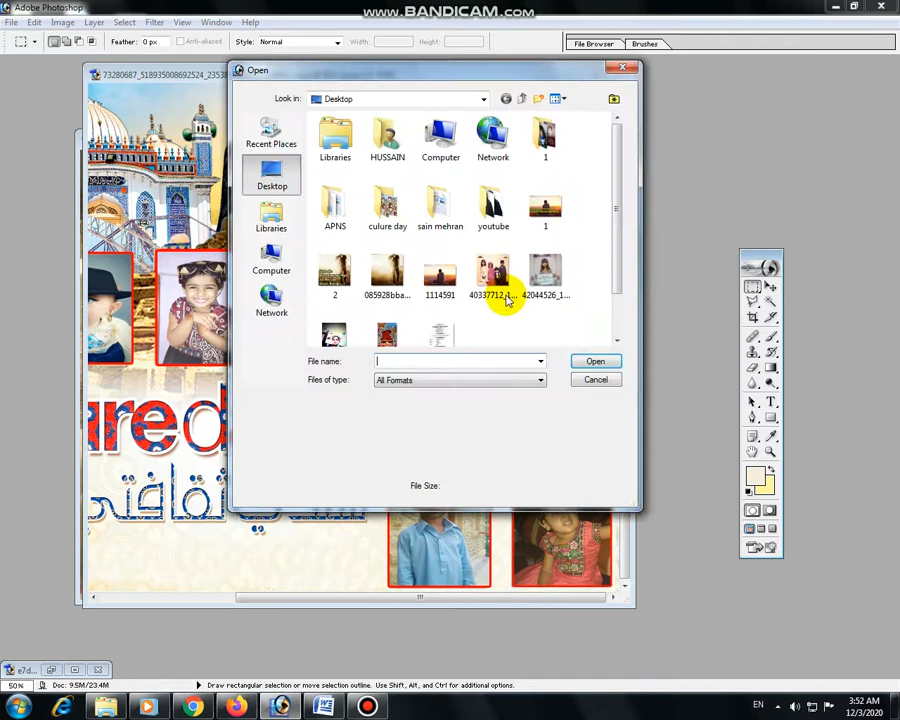 Adobe Photoshop
www.BANDICAM.com
File Edit Image Layer Select Filter View Window Help
Feather: 0 px Anti-aliased Style: Normal Width: Height: File Browser Brushes
Open
Look in: Desktop
Recent Places
Desktop
Libraries
Computer
Network
Libraries HUSSAIN Computer Network 1
APNS culure day sain mehran youtube 1
2 085928bba... 1114591 40337712_1... 42044526_1...
File name: Open
Files of type: All Formats Cancel
File Size:
ared
e7d...
50% Doc: 9.5M/23.4M Draw rectangular selection or move selection outline. Use Shift, Alt, and Ctrl for additional options.
EN 3:52 AM
12/3/2020